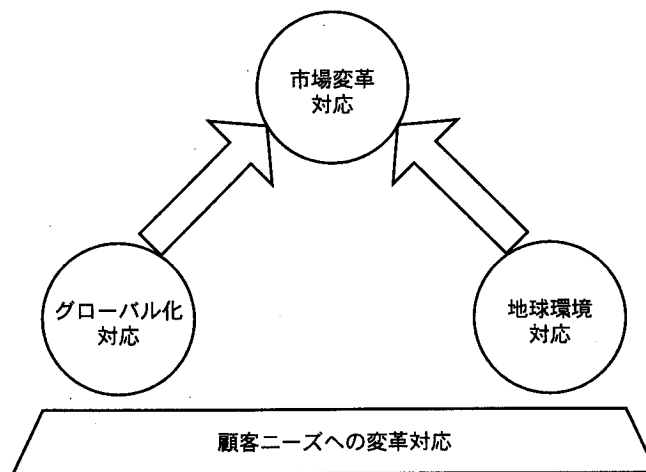 市場変革
対応
グローバル化
対応
地球環境
対応
顧客ニーズへの変革対応